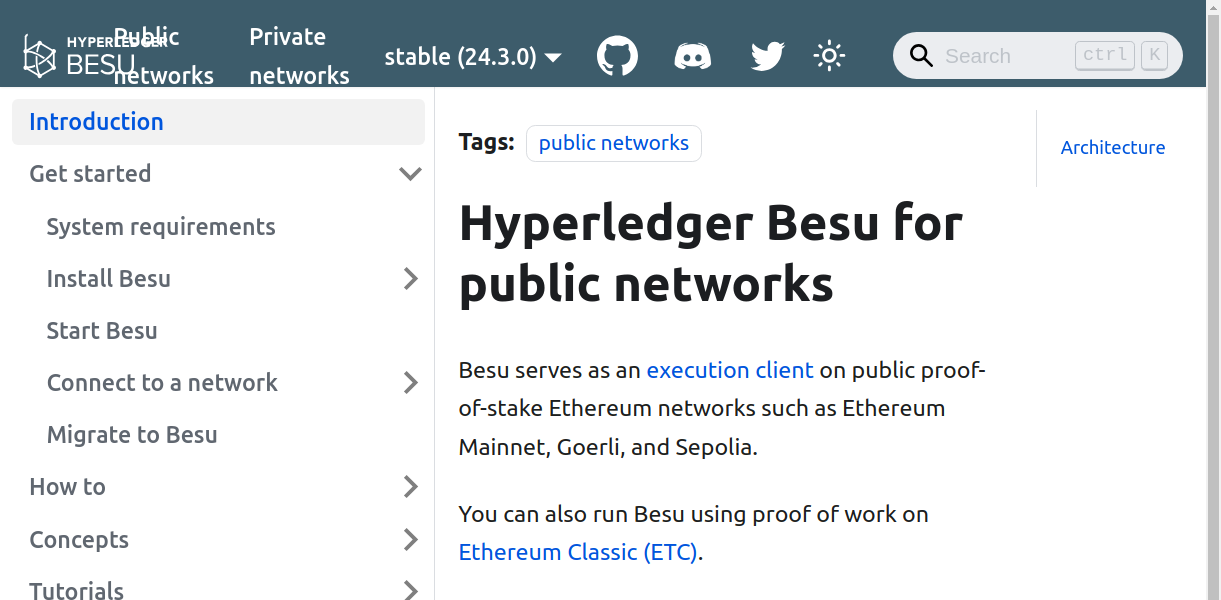 HYPERLEDGER
BESU
Public
networks
Private
networks
stable (24.3.0)
Search
ctrl K
Introduction
Get started
System requirements
Install Besu
Start Besu
Connect to a network
Migrate to Besu
How to
Concepts
Tutorials
Tags: public networks
Hyperledger Besu for
public networks
Besu serves as an execution client on public proof-
of-stake Ethereum networks such as Ethereum
Mainnet, Goerli, and Sepolia.
You can also run Besu using proof of work on
Ethereum Classic (ETC).
Architecture